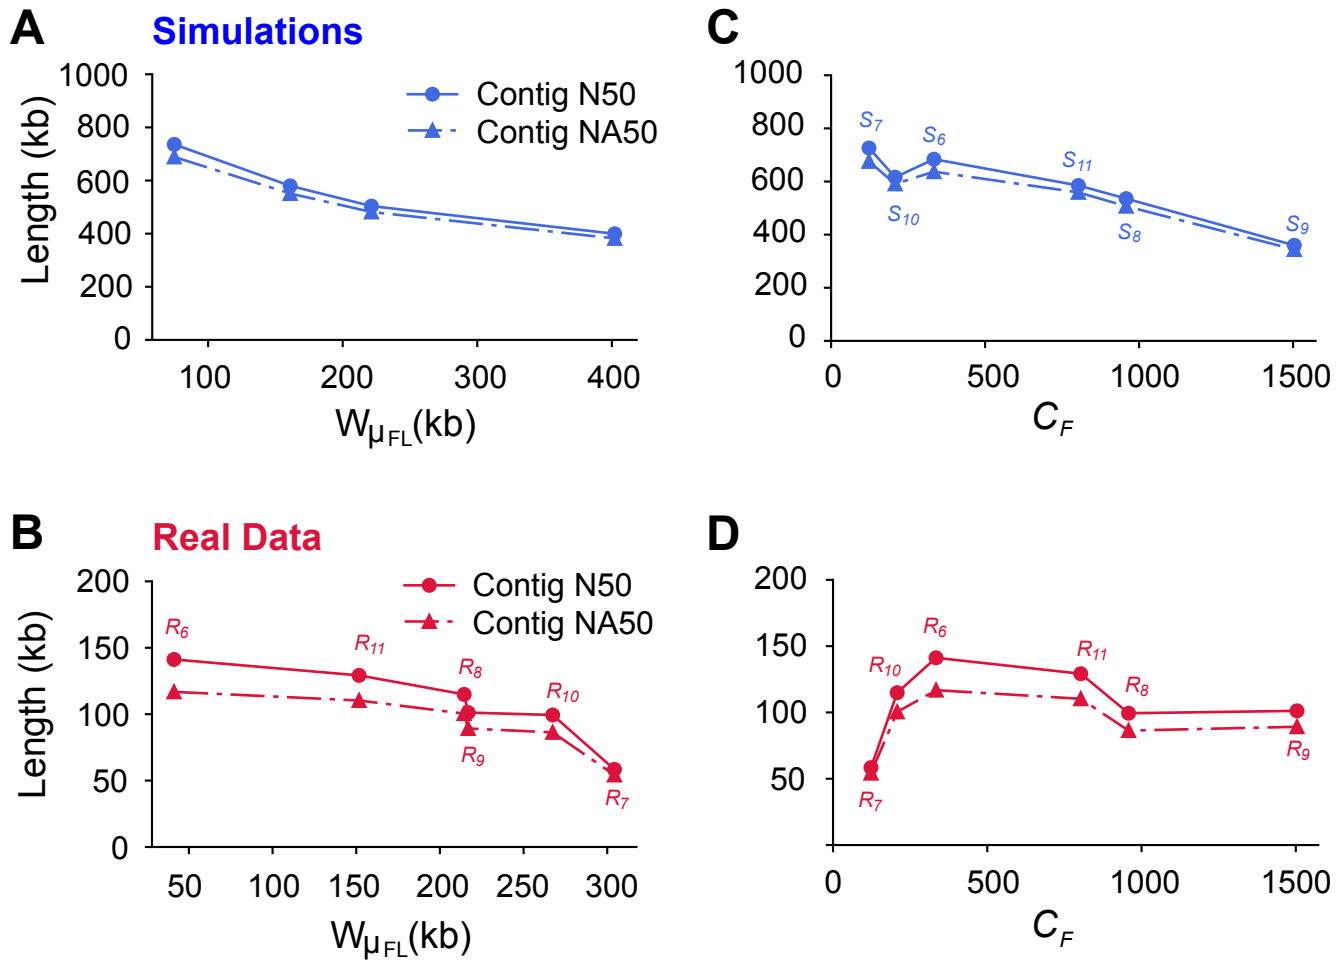 A Simulations
1000
800
600
400
200
0
Length (kb)
Contig N50
Contig NA50
100 200 300 400
WμFL(kb)
C
1000
800
600
400
200
0
S7
S10
S6
S11
S8
S9
0 500 1000 1500
CF
B Real Data
200
150
100
50
0
Length (kb)
Contig N50
Contig NA50
R6
R11
R8
R9
R10
R7
50 100 150 200 250 300
WμFL(kb)
D
200
150
100
50
R7
R10
R6
R11
R8
R9
0 500 1000 1500
CF